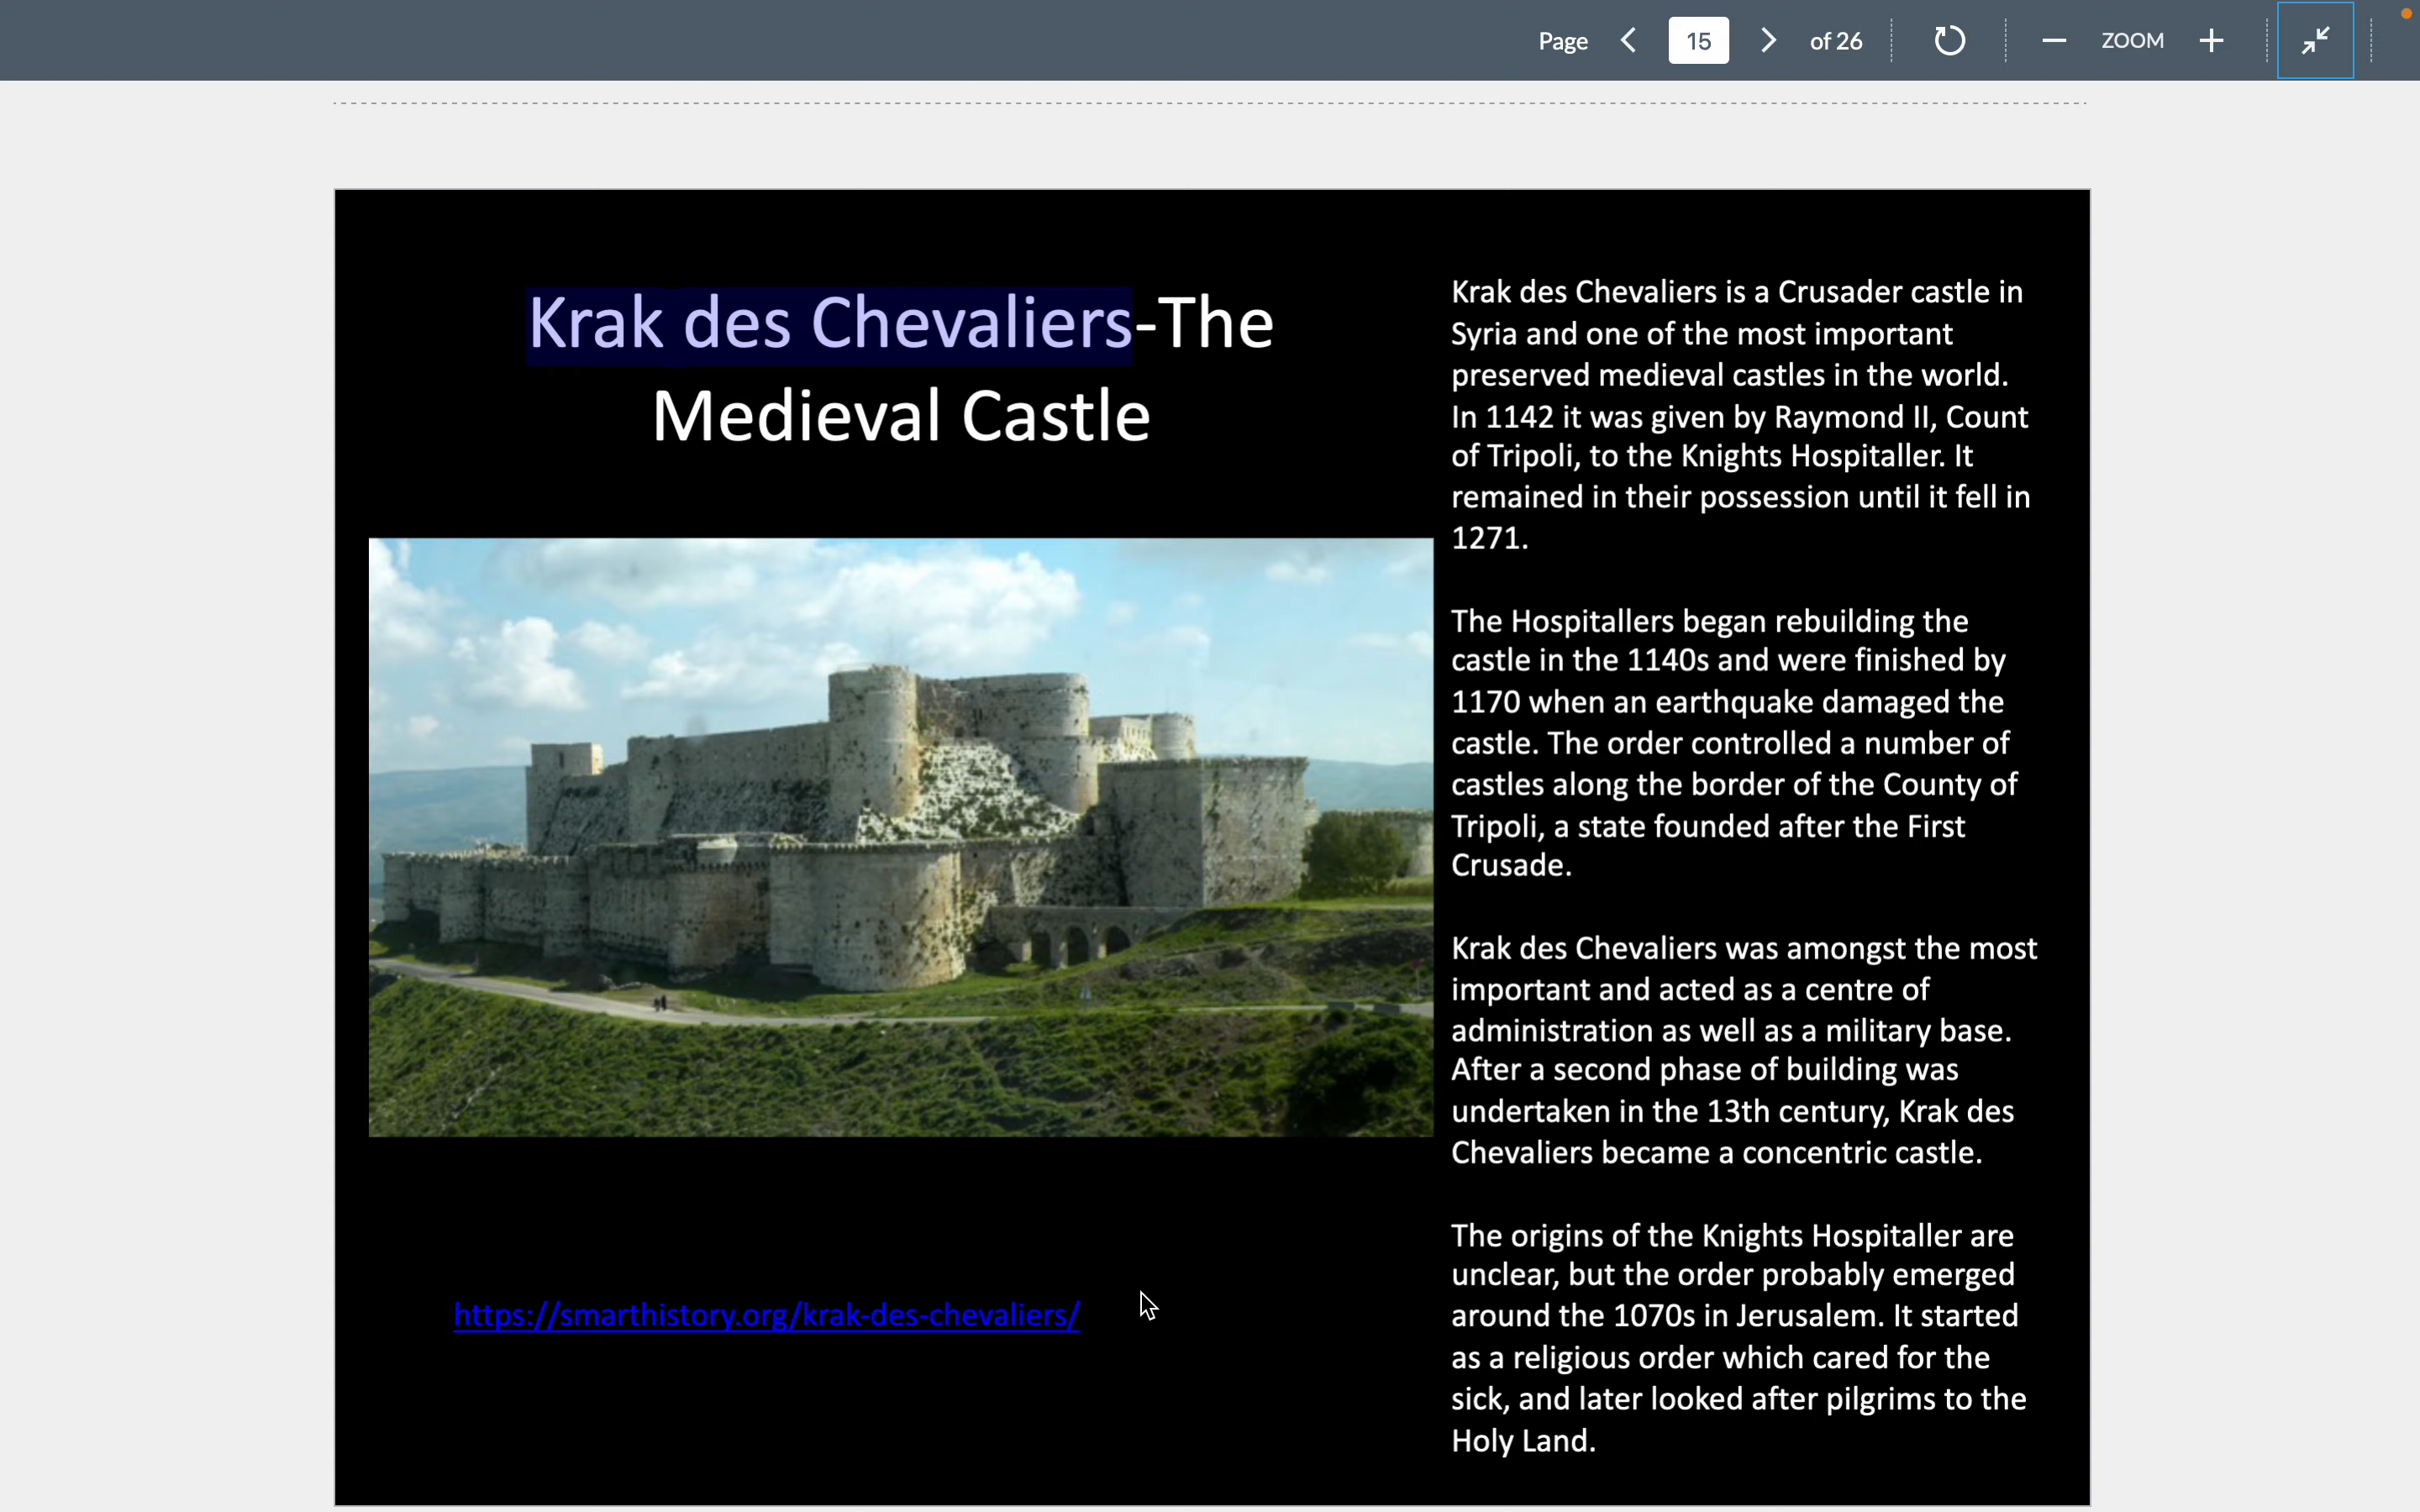 Page 15 of 26 ZOOM
Krak des Chevaliers-The
Medieval Castle
https://smarthistory.org/krak-des-chevaliers/
Krak des Chevaliers is a Crusader castle in
Syria and one of the most important
preserved medieval castles in the world.
In 1142 it was given by Raymond II, Count
of Tripoli, to the Knights Hospitaller. It
remained in their possession until it fell in
1271.
The Hospitallers began rebuilding the
castle in the 1140s and were finished by
1170 when an earthquake damaged the
castle. The order controlled a number of
castles along the border of the County of
Tripoli, a state founded after the First
Crusade.
Krak des Chevaliers was amongst the most
important and acted as a centre of
administration as well as a military base.
After a second phase of building was
undertaken in the 13th century, Krak des
Chevaliers became a concentric castle.
The origins of the Knights Hospitaller are
unclear, but the order probably emerged
around the 1070s in Jerusalem. It started
as a religious order which cared for the
sick, and later looked after pilgrims to the
Holy Land.